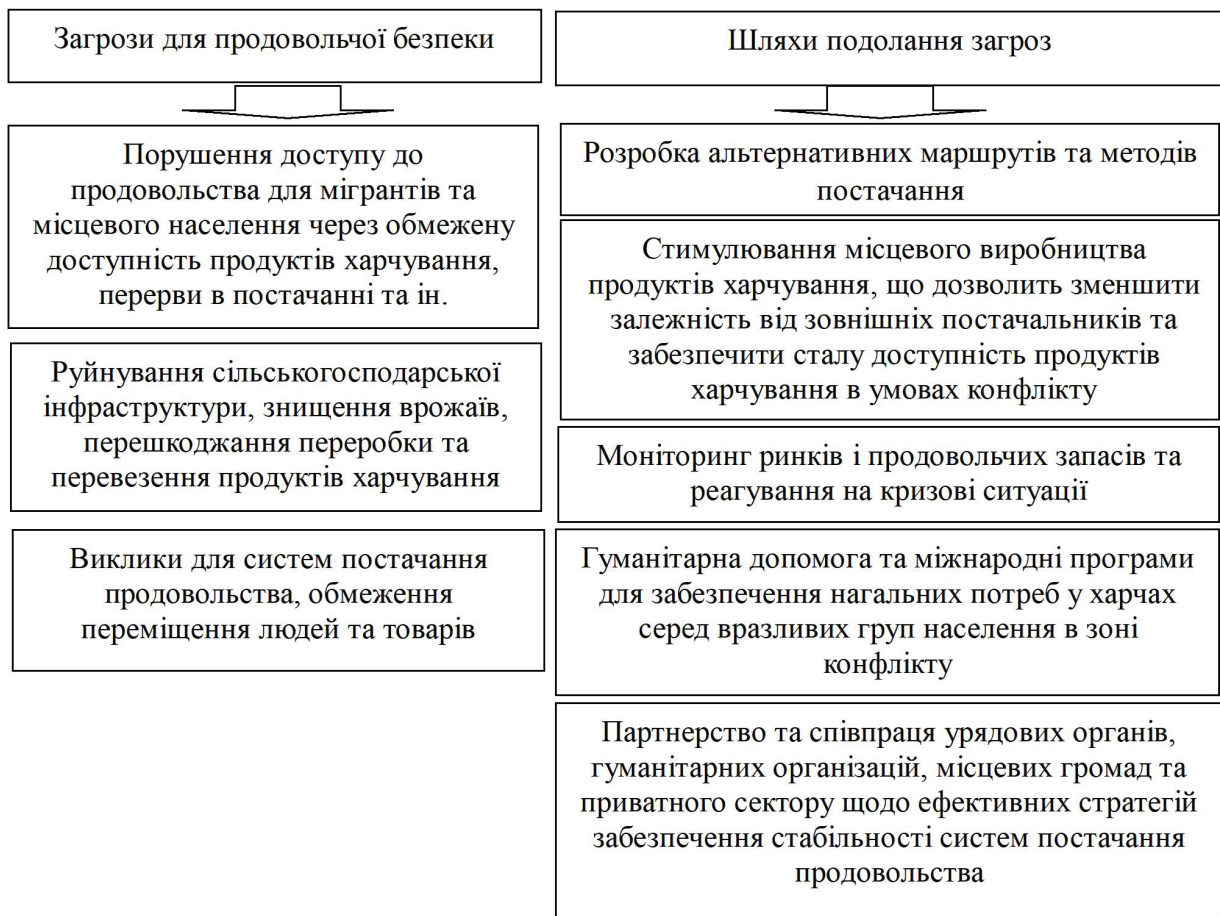 Загрози для продовольчої безпеки
Порушення доступу до
продовольства для мігрантів та
місцевого населення через обмежену
доступність продуктів харчування,
перерви в постачанні та ін.
Руйнування сільськогосподарської
інфраструктури, знищення врожаїв,
перешкоджання переробки та
перевезення продуктів харчування
Виклики для систем постачання
продовольства, обмеження
переміщення людей та товарів
Шляхи подолання загроз
Розробка альтернативних маршрутів та методів
постачання
Стимулювання місцевого виробництва
продуктів харчування, що дозволить зменшити
залежність від зовнішніх постачальників та
забезпечити сталу доступність продуктів
харчування в умовах конфлікту
Моніторинг ринків і продовольчих запасів та
реагування на кризові ситуації
Гуманітарна допомога та міжнародні програми
для забезпечення нагальних потреб у харчах
серед вразливих груп населення в зоні
конфлікту
Партнерство та співпраця урядових органів,
гуманітарних організацій, місцевих громад та
приватного сектору щодо ефективних стратегій
забезпечення стабільності систем постачання
продовольства